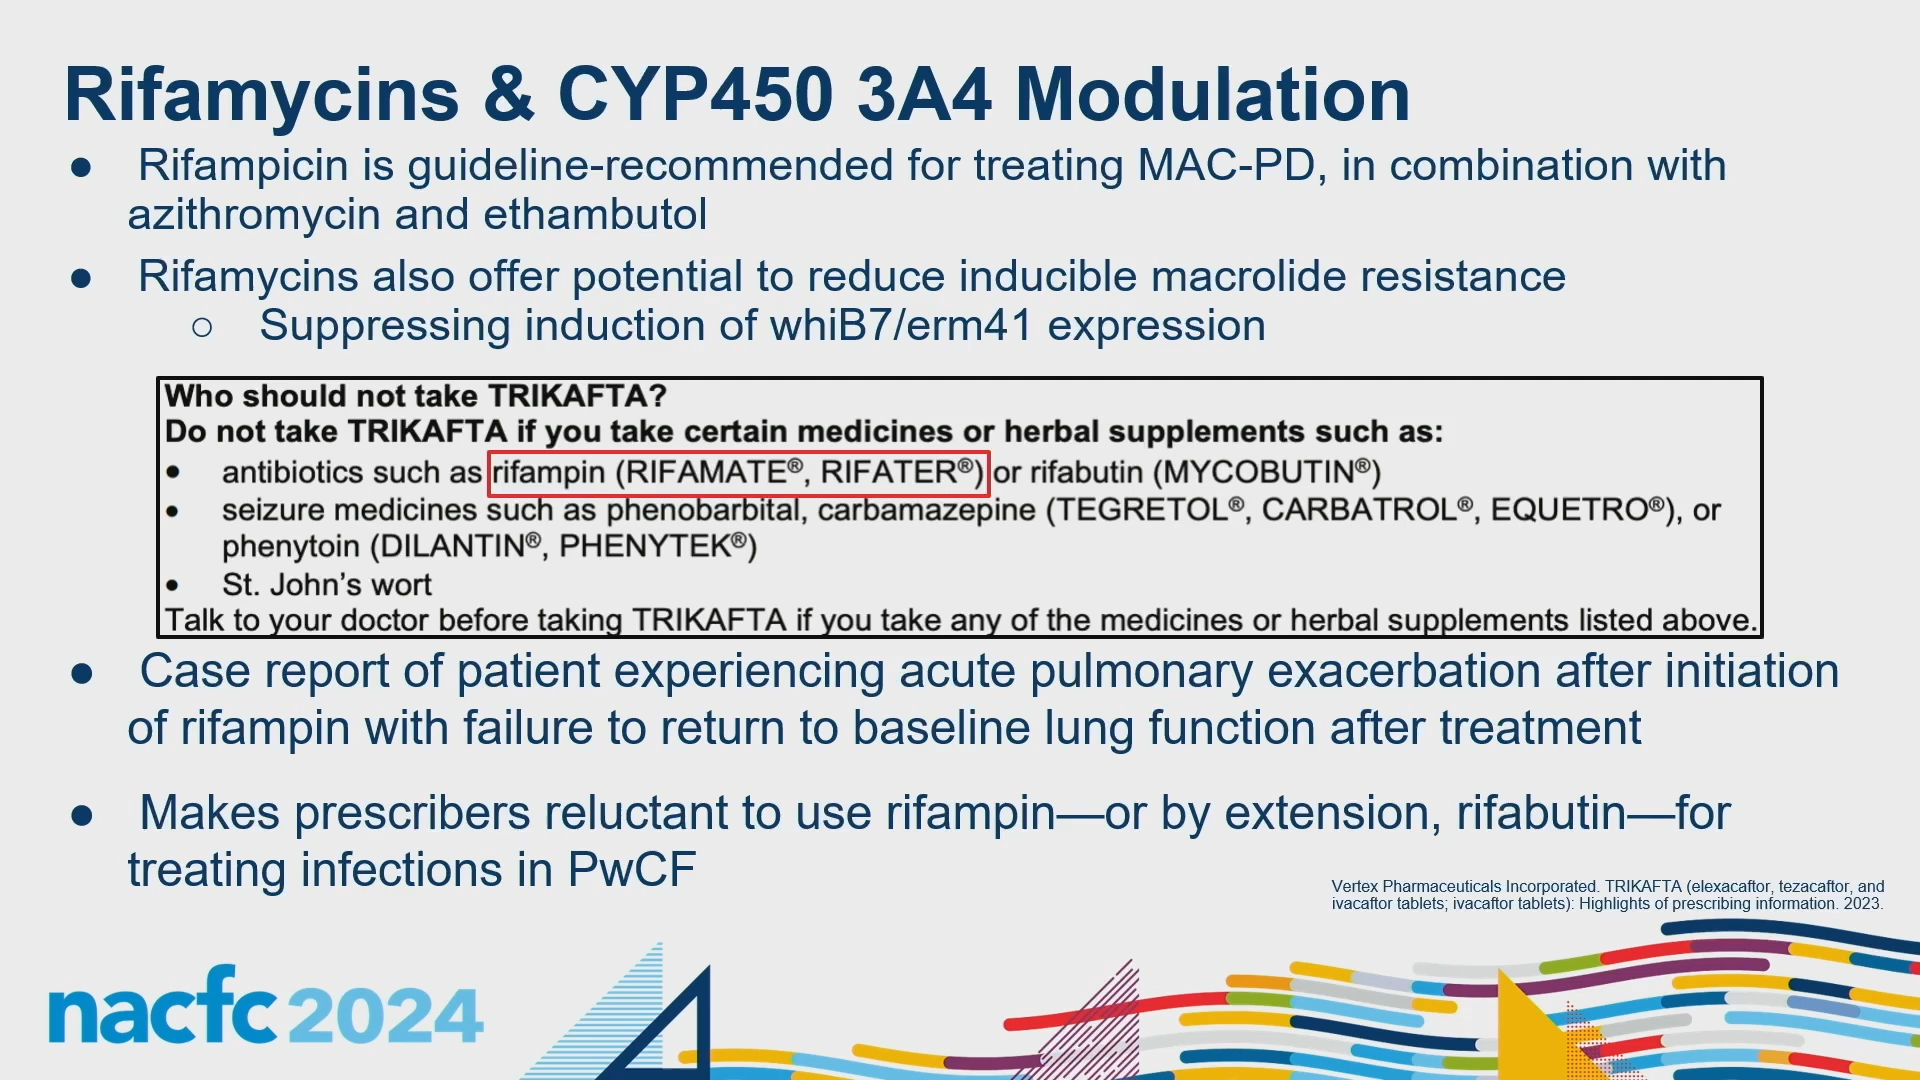 Rifamycins & CYP450 3A4 Modulation
● Rifampicin is guideline-recommended for treating MAC-PD, in combination with
azithromycin and ethambutol
● Rifamycins also offer potential to reduce inducible macrolide resistance
○ Suppressing induction of whiB7/erm41 expression
Who should not take TRIKAFTA?
Do not take TRIKAFTA if you take certain medicines or herbal supplements such as:
• antibiotics such as rifampin (RIFAMATE®, RIFATER®) or rifabutin (MYCOBUTIN®)
• seizure medicines such as phenobarbital, carbamazepine (TEGRETOL®, CARBATROL®, EQUETRO®), or
phenytoin (DILANTIN®, PHENYTEK®)
• St. John’s wort
Talk to your doctor before taking TRIKAFTA if you take any of the medicines or herbal supplements listed above.
● Case report of patient experiencing acute pulmonary exacerbation after initiation
of rifampin with failure to return to baseline lung function after treatment
● Makes prescribers reluctant to use rifampin—or by extension, rifabutin—for
treating infections in PwCF
Vertex Pharmaceuticals Incorporated. TRIKAFTA (elexacaftor, tezacaftor, and
ivacaftor tablets; ivacaftor tablets): Highlights of prescribing information. 2023.
nacfc 2024